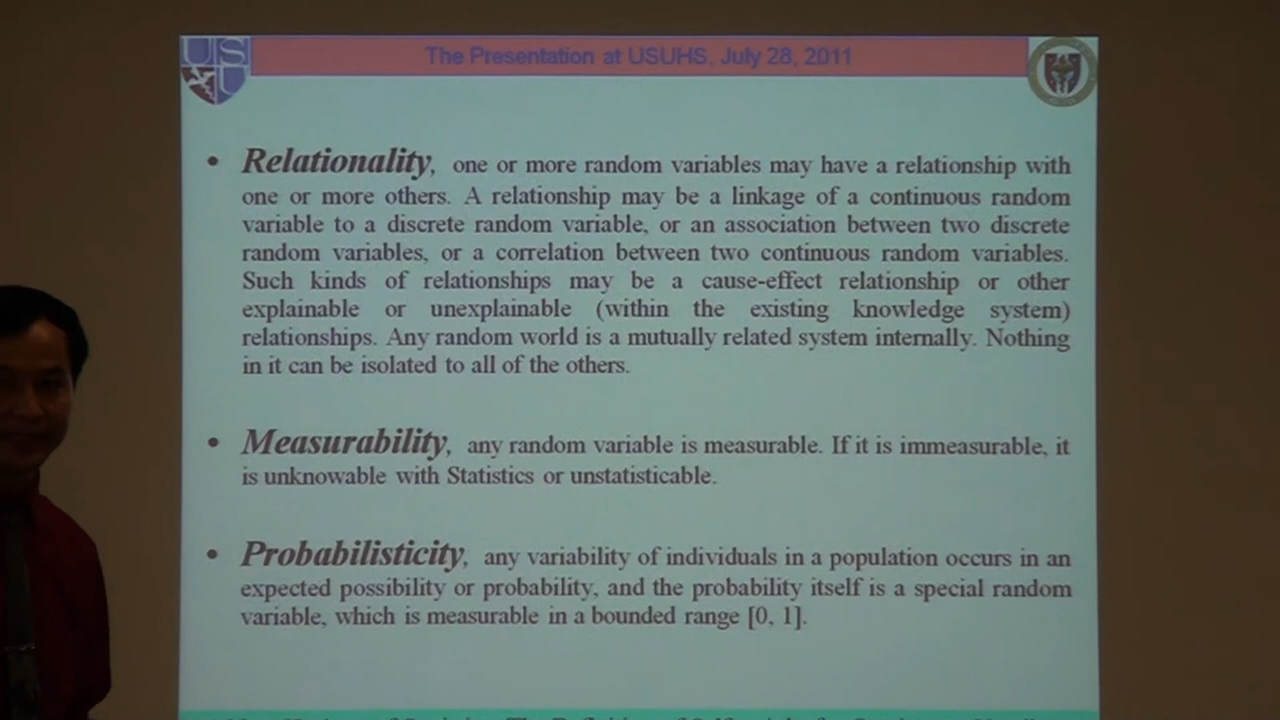 The Presentation at USUHS, July 28, 2011
• Relationality, one or more random variables may have a relationship with
one or more others. A relationship may be a linkage of a continuous random
variable to a discrete random variable, or an association between two discrete
random variables, or a correlation between two continuous random variables.
Such kinds of relationships may be a cause-effect relationship or other
explainable or unexplainable (within the existing knowledge system)
relationships. Any random world is a mutually related system internally. Nothing
in it can be isolated to all of the others.
• Measurability, any random variable is measurable. If it is immeasurable, it
is unknowable with Statistics or unstatisticable.
• Probabilisticity, any variability of individuals in a population occurs in an
expected possibility or probability, and the probability itself is a special random
variable, which is measurable in a bounded range [0, 1].